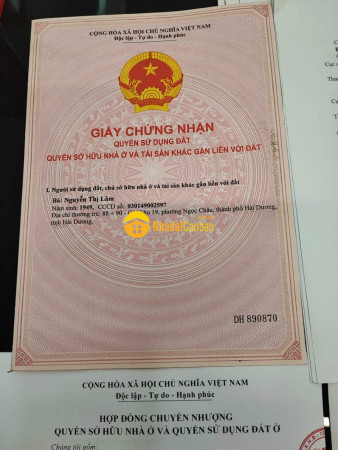 CỘNG HÒA XÃ HỘI CHỦ NGHĨA VIỆT NAM
Độc lập - Tự do - Hạnh phúc
GIẤY CHỨNG NHẬN
QUYỀN SỬ DỤNG ĐẤT
QUYỀN SỞ HỮU NHÀ Ở VÀ TÀI SẢN KHÁC GẮN LIỀN VỚI ĐẤT
I. Người sử dụng đất, chủ sở hữu nhà ở và tài sản khác gắn liền với đất
Bà: Nguyễn Thị Lâm
Năm sinh: 1949, CCCD số: 030149002597
Địa chỉ thường trú: 88 + 90 - 19, phường Ngọc Châu, thành phố Hải Dương,
tỉnh Hải Dương.
NhadatCanban
DH 890870
CỘNG HÒA XÃ HỘI CHỦ NGHĨA VIỆT NAM
Độc lập - Tự do - Hạnh phúc
HỢP ĐỒNG CHUYỂN NHƯỢNG
QUYỀN SỞ HỮU NHÀ Ở VÀ QUYỀN SỬ DỤNG ĐẤT Ở
Chúng tôi gồm: